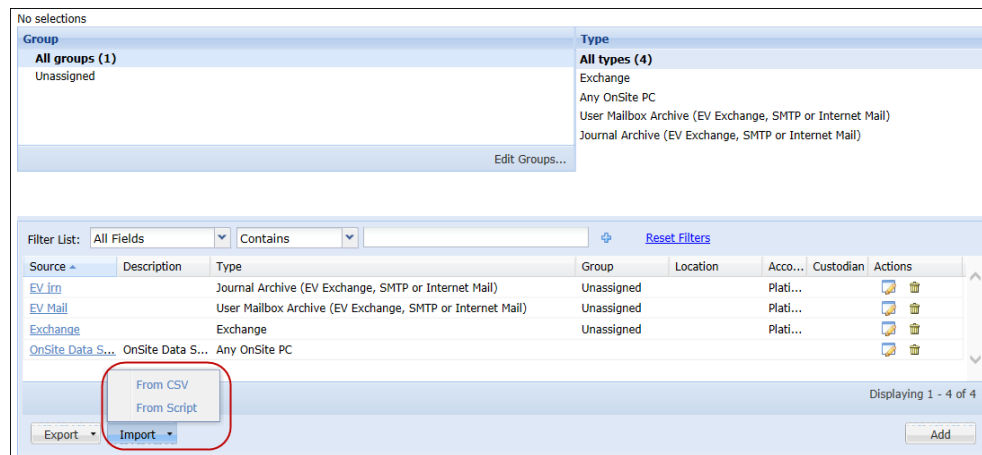 No selections
Group
All groups (1)
Unassigned
Edit Groups...
Type
All types (4)
Exchange
Any OnSite PC
User Mailbox Archive (EV Exchange, SMTP or Internet Mail)
Journal Archive (EV Exchange, SMTP or Internet Mail)
Filter List: All Fields Contains Reset Filters
Source Description Type Group Location Acco... Custodian Actions
EV jrn Journal Archive (EV Exchange, SMTP or Internet Mail) Unassigned Plati...
EV Mail User Mailbox Archive (EV Exchange, SMTP or Internet Mail) Unassigned Plati...
Exchange Exchange Unassigned Plati...
OnSite Data S... OnSite Data S... Any OnSite PC
From CSV
From Script
Displaying 1 - 4 of 4
Export Import Add